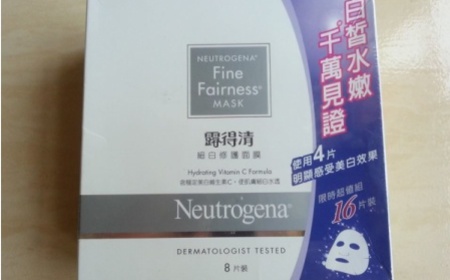 NEUTROGENA®
Fine
Fairness®
MASK
露得清
細白修護面膜
Hydrating Vitamin C Formula
Neutrogena®
DERMATOLOGIST TESTED
8片裝
白皙水嫩
千萬見證
使用4片
明顯感受美白效果
限時超值組
16片裝